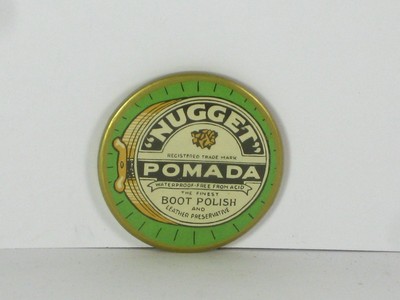 "NUGGET"
REGISTERED TRADE MARK
POMADA
WATERPROOF-FREE FROM ACID
THE FINEST
BOOT POLISH
AND
LEATHER PRESERVATIVE